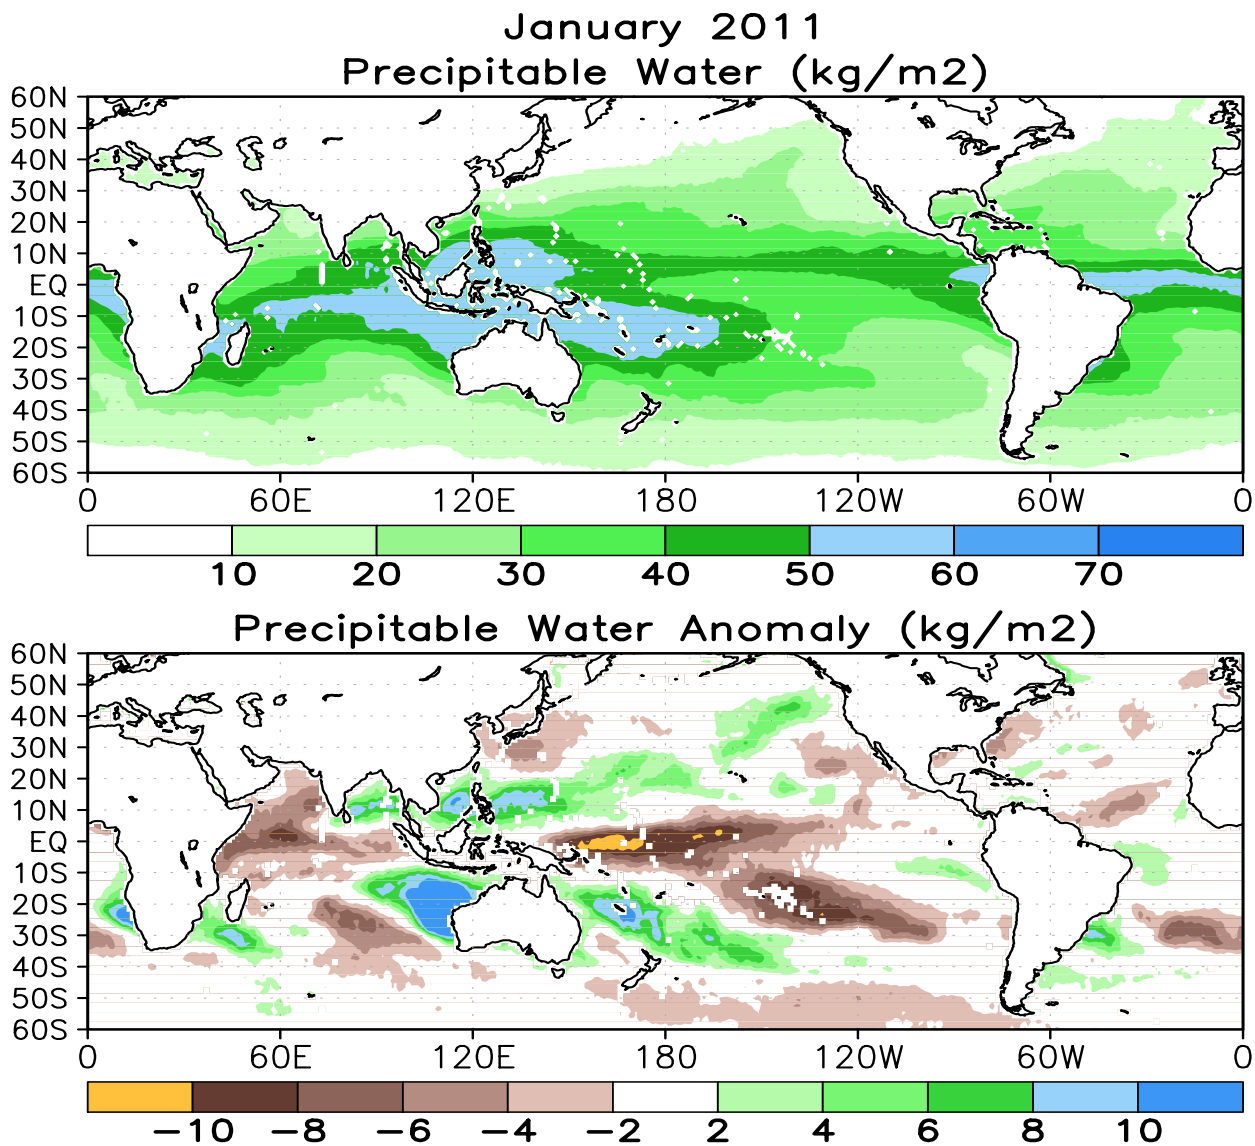 January 2011
Precipitable Water (kg/m2)
60N
50N
40N
30N
20N
10N
EQ
10S
20S
30S
40S
50S
60S
0 60E 120E 180 120W 60W 0
10 20 30 40 50 60 70
Precipitable Water Anomaly (kg/m2)
60N
50N
40N
30N
20N
10N
EQ
10S
20S
30S
40S
50S
60S
0 60E 120E 180 120W 60W 0
−10 −8 −6 −4 −2 2 4 6 8 10